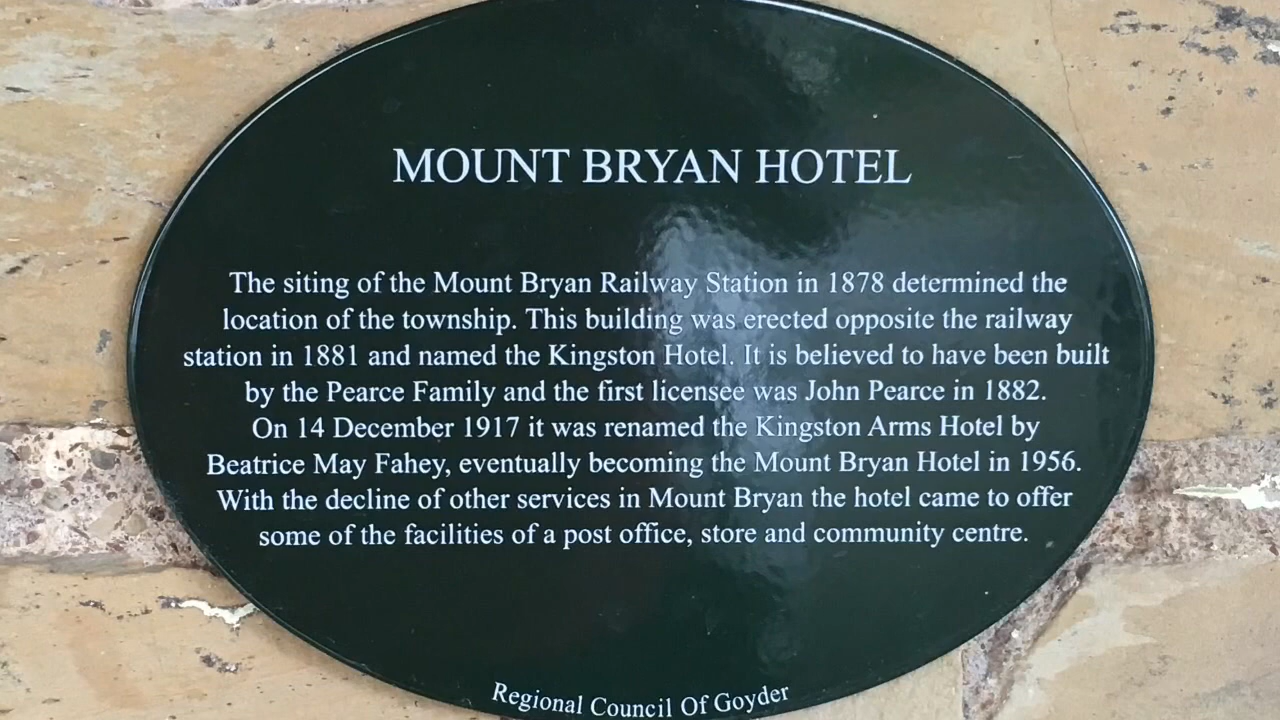 MOUNT BRYAN HOTEL
The siting of the Mount Bryan Railway Station in 1878 determined the
location of the township. This building was erected opposite the railway
station in 1881 and named the Kingston Hotel. It is believed to have been built
by the Pearce Family and the first licensee was John Pearce in 1882.
On 14 December 1917 it was renamed the Kingston Arms Hotel by
Beatrice May Fahey, eventually becoming the Mount Bryan Hotel in 1956.
With the decline of other services in Mount Bryan the hotel came to offer
some of the facilities of a post office, store and community centre.
Regional Council Of Goyder